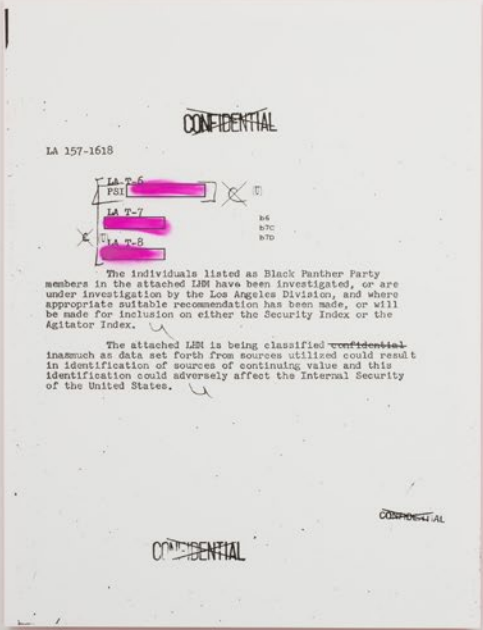 CONFIDENTIAL
LA 157-1618
LA T-6
PSI
LA T-7
b6
b7C
b7D
LA T-8
The individuals listed as Black Panther Party
members in the attached LHM have been investigated, or are
under investigation by the Los Angeles Division, and where
appropriate suitable recommendation has been made, or will
be made for inclusion on either the Security Index or the
Agitator Index.
The attached LHM is being classified confidential
inasmuch as data set forth from sources utilized could result
in identification of sources of continuing value and this
identification could adversely affect the Internal Security
of the United States.
CONFIDENTIAL
CONFIDENTIAL